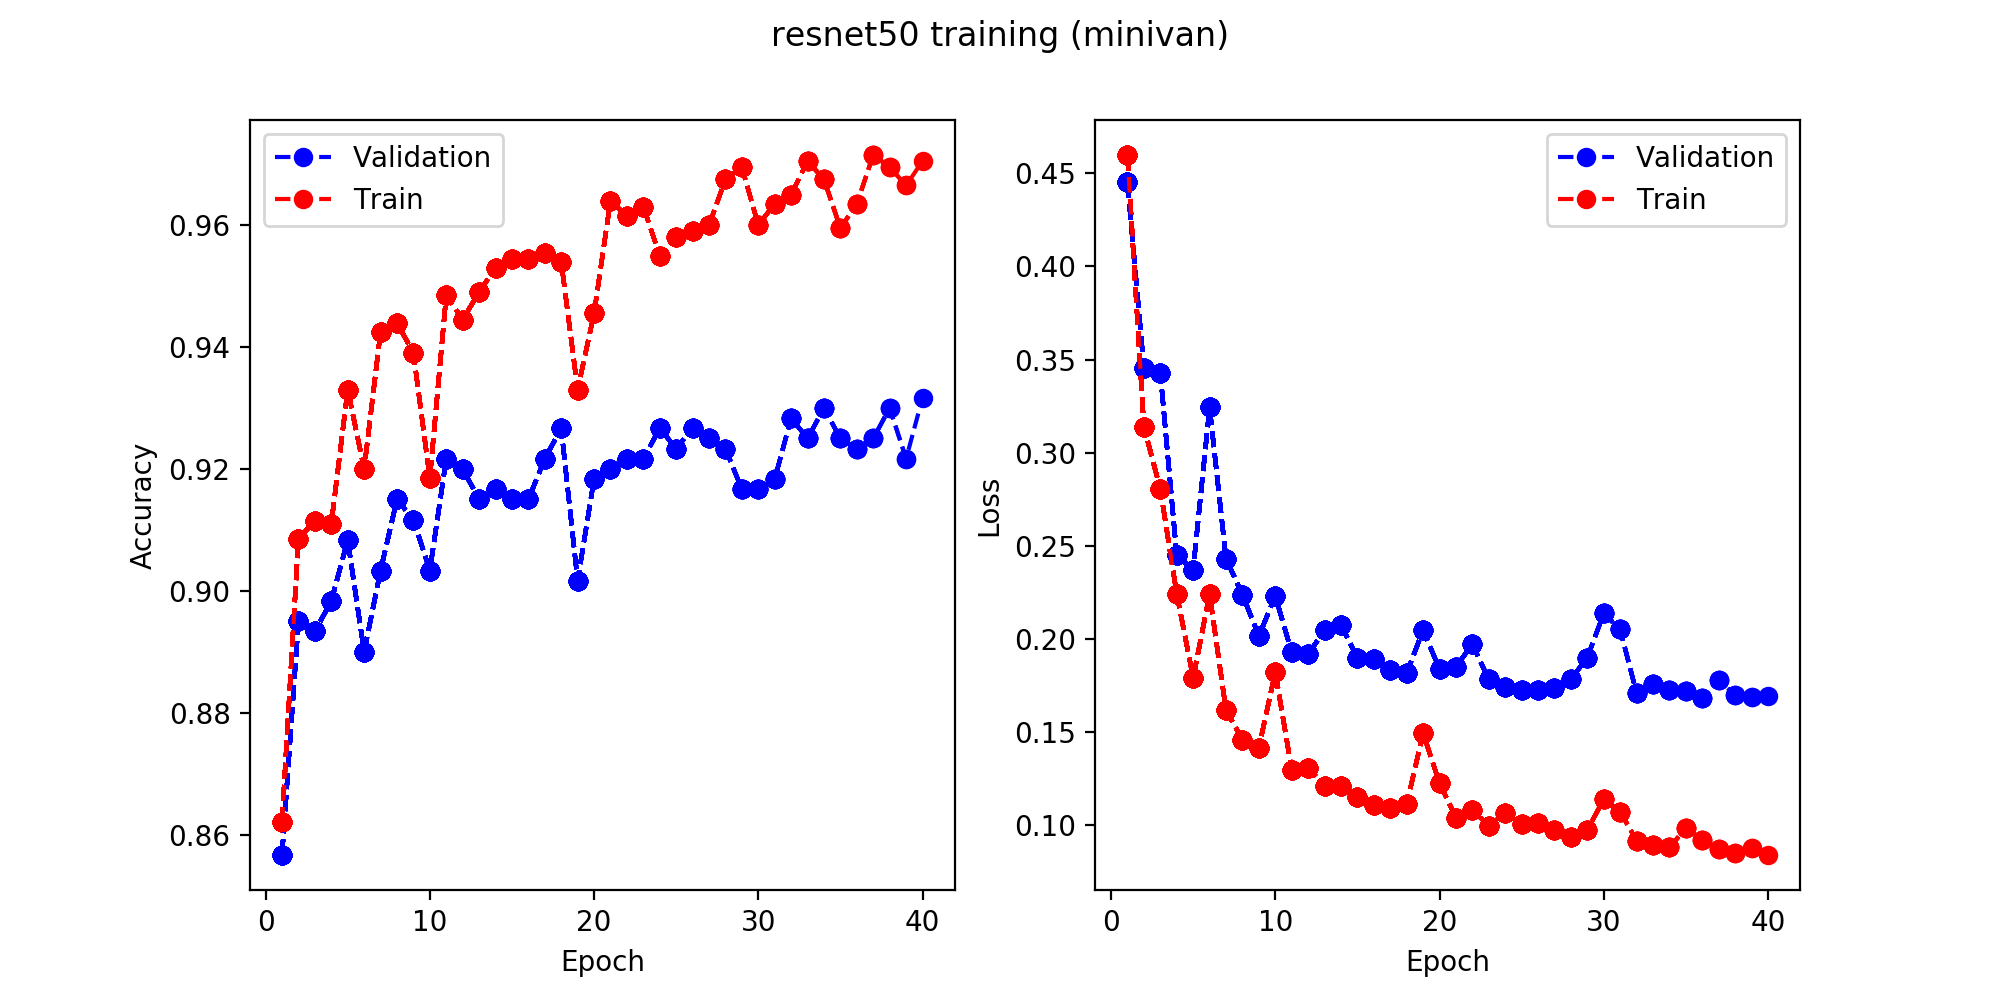 resnet50 training (minivan)
Validation
Train
Accuracy
0.96
0.94
0.92
0.90
0.88
0.86
0
10
20
30
40
Epoch
Validation
Train
Loss
0.45
0.40
0.35
0.30
0.25
0.20
0.15
0.10
0
10
20
30
40
Epoch